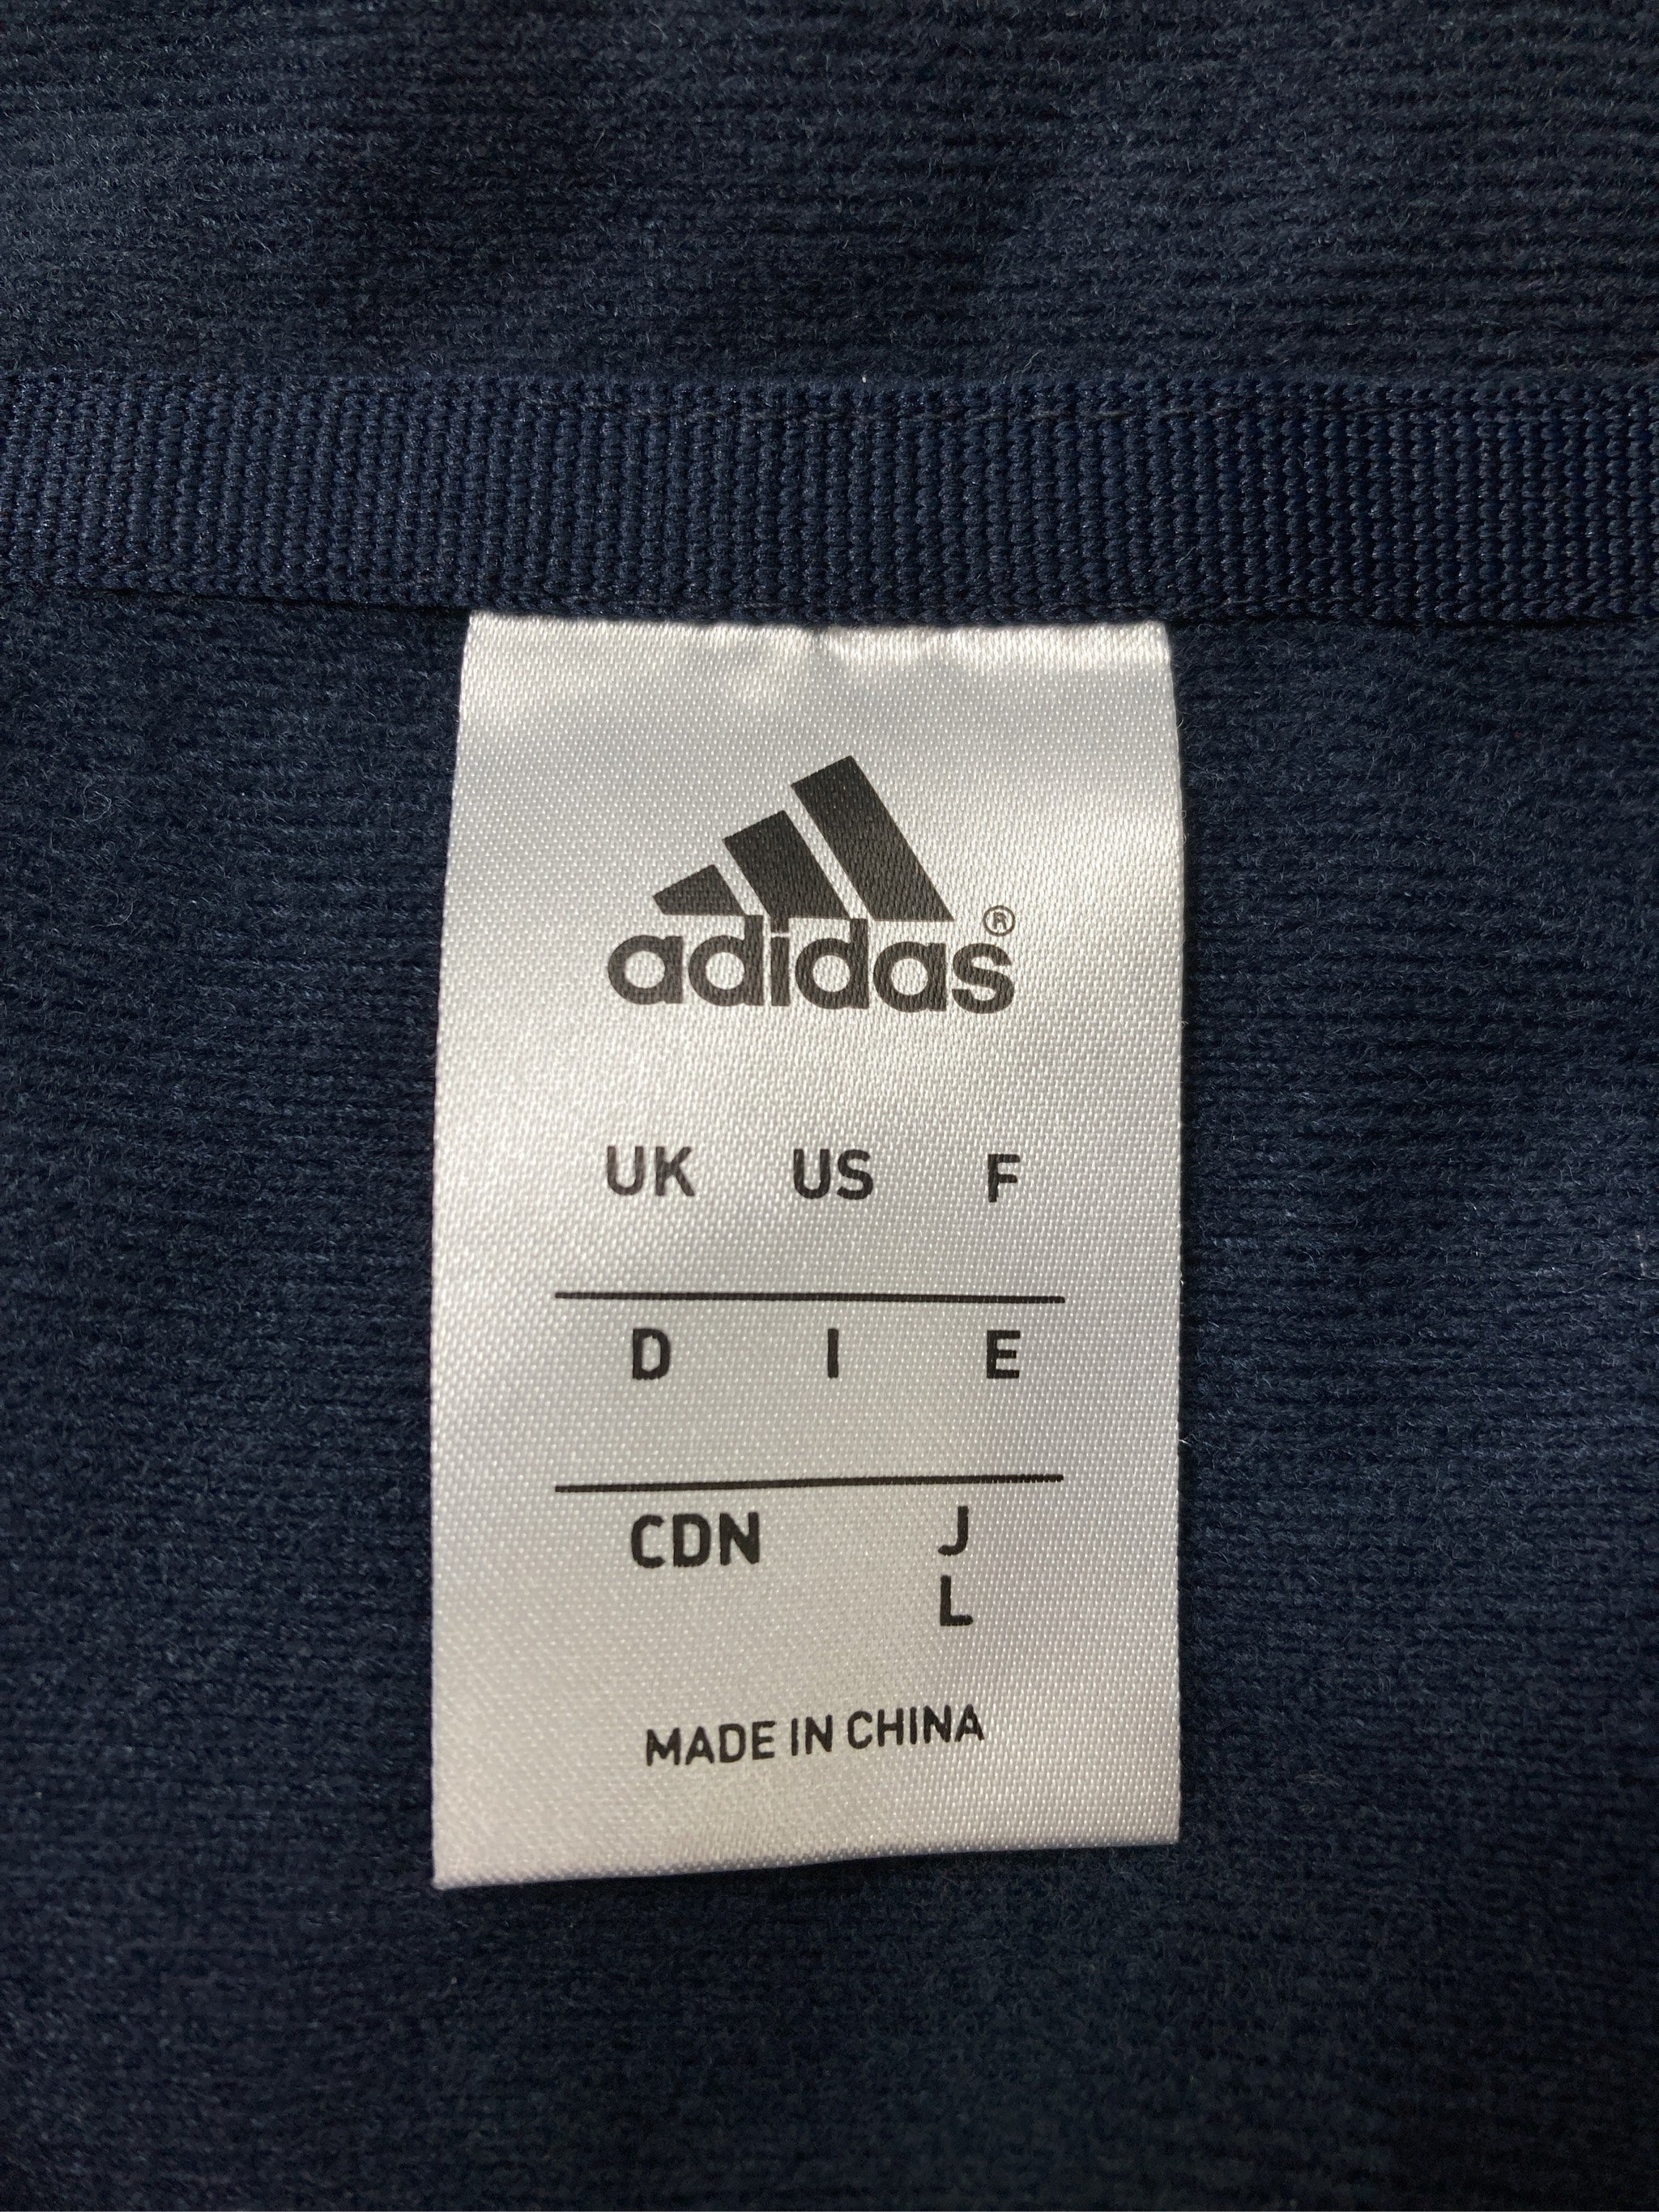 adidas®
UK US F
D I E
CDN J
L
MADE IN CHINA